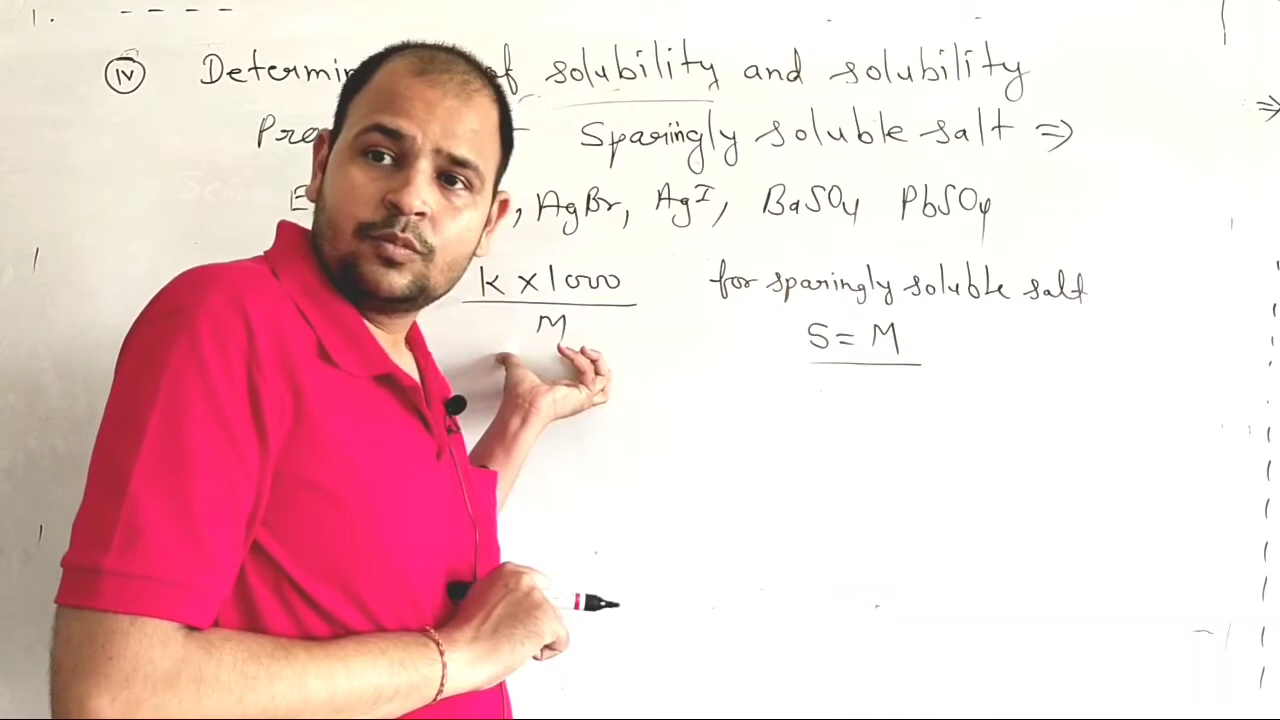 1. ----
(iv) Determin of solubility and solubility
Pro Sparingly soluble salt ⇒
E , AgBr, AgI, BaSO4 PbSO4
K × 1000 for sparingly soluble salt
M S = M